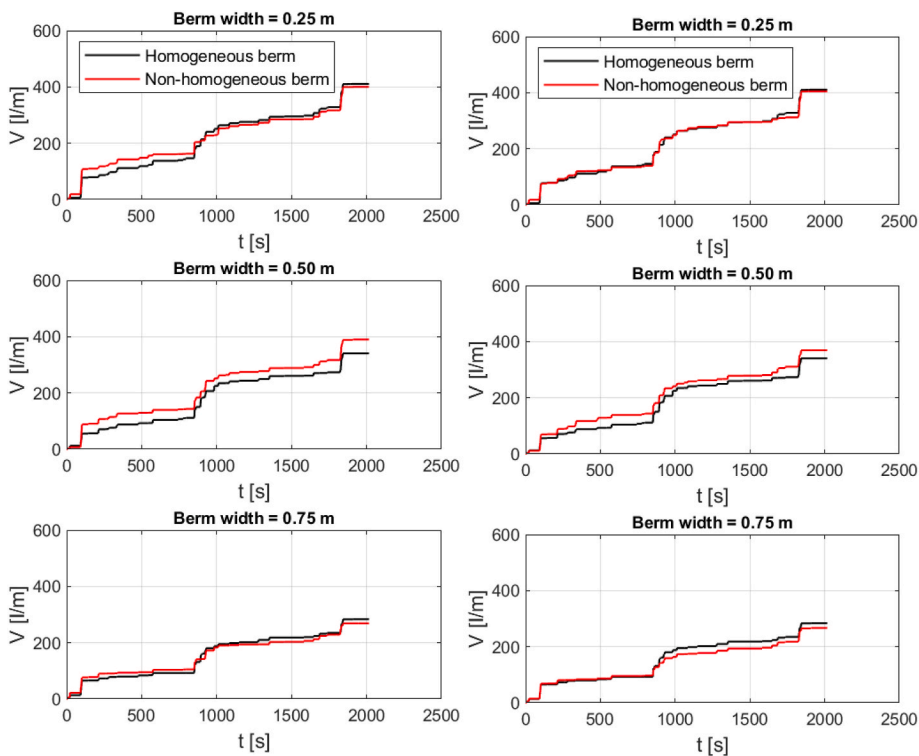 Berm width = 0.25 m
600
400
200
0
V [l/m]
Homogeneous berm
Non-homogeneous berm
0 500 1000 1500 2000 2500
t [s]
Berm width = 0.25 m
600
400
200
0
V [l/m]
Homogeneous berm
Non-homogeneous berm
0 500 1000 1500 2000 2500
t [s]
Berm width = 0.50 m
600
400
200
0
V [l/m]
0 500 1000 1500 2000 2500
t [s]
Berm width = 0.50 m
600
400
200
0
V [l/m]
0 500 1000 1500 2000 2500
t [s]
Berm width = 0.75 m
600
400
200
0
V [l/m]
0 500 1000 1500 2000 2500
t [s]
Berm width = 0.75 m
600
400
200
0
V [l/m]
0 500 1000 1500 2000 2500
t [s]